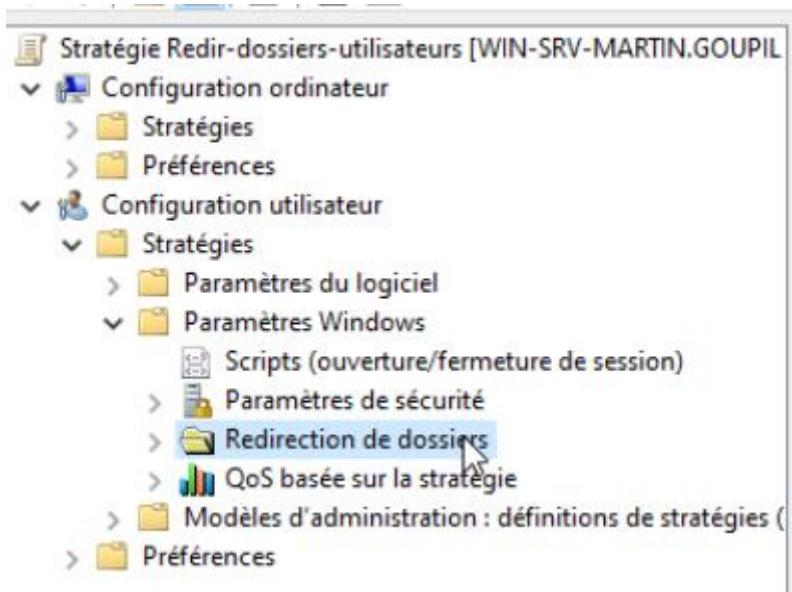 Stratégie Redir-dossiers-utilisateurs [WIN-SRV-MARTIN.GOUPIL
Configuration ordinateur
Stratégies
Préférences
Configuration utilisateur
Stratégies
Paramètres du logiciel
Paramètres Windows
Scripts (ouverture/fermeture de session)
Paramètres de sécurité
Redirection de dossiers
QoS basée sur la stratégie
Modèles d'administration : définitions de stratégies (
Préférences